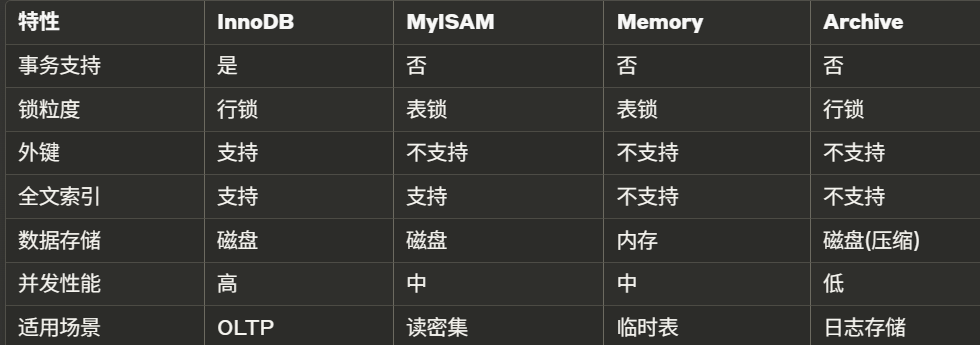 特性 InnoDB MyISAM Memory Archive
事务支持 是 否 否 否
锁粒度 行锁 表锁 表锁 行锁
外键 支持 不支持 不支持 不支持
全文索引 支持 支持 不支持 不支持
数据存储 磁盘 磁盘 内存 磁盘(压缩)
并发性能 高 中 中 低
适用场景 OLTP 读密集 临时表 日志存储